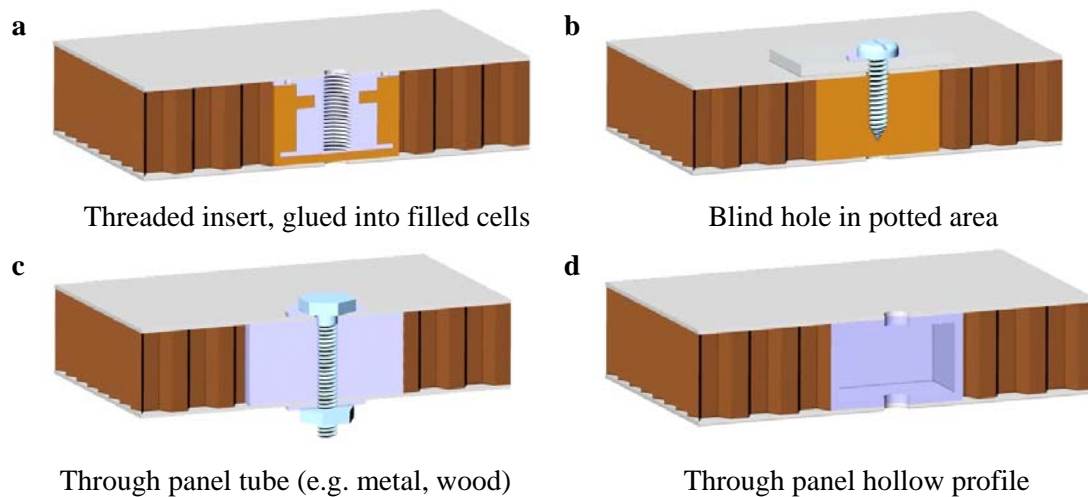 a
b
Threaded insert, glued into filled cells
Blind hole in potted area
c
d
Through panel tube (e.g. metal, wood)
Through panel hollow profile